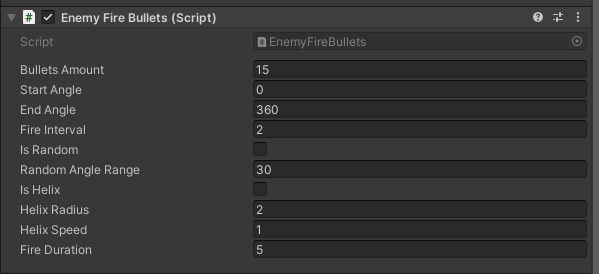 # Enemy Fire Bullets (Script)
Script # EnemyFireBullets
Bullets Amount 15
Start Angle 0
End Angle 360
Fire Interval 2
Is Random
Random Angle Range 30
Is Helix
Helix Radius 2
Helix Speed 1
Fire Duration 5